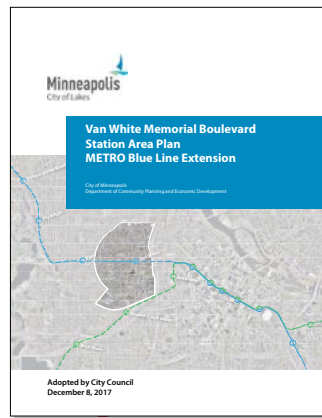 Minneapolis
City of Lakes
Van White Memorial Boulevard
Station Area Plan
METRO Blue Line Extension
City of Minneapolis
Department of Community Planning and Economic Development
Adopted by City Council
December 8, 2017